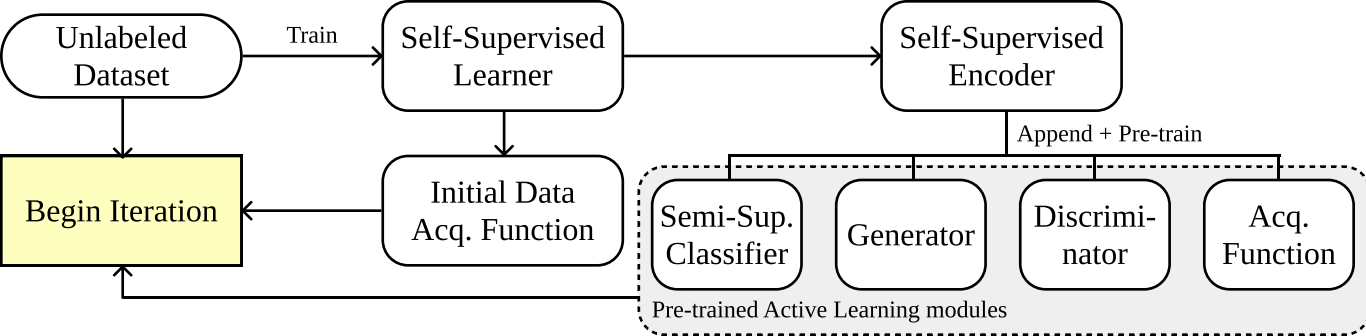 Unlabeled
Dataset
Train
Self-Supervised
Learner
Self-Supervised
Encoder
Append + Pre-train
Begin Iteration
Initial Data
Acq. Function
Semi-Sup.
Classifier
Generator
Discrimi-
nator
Acq.
Function
Pre-trained Active Learning modules